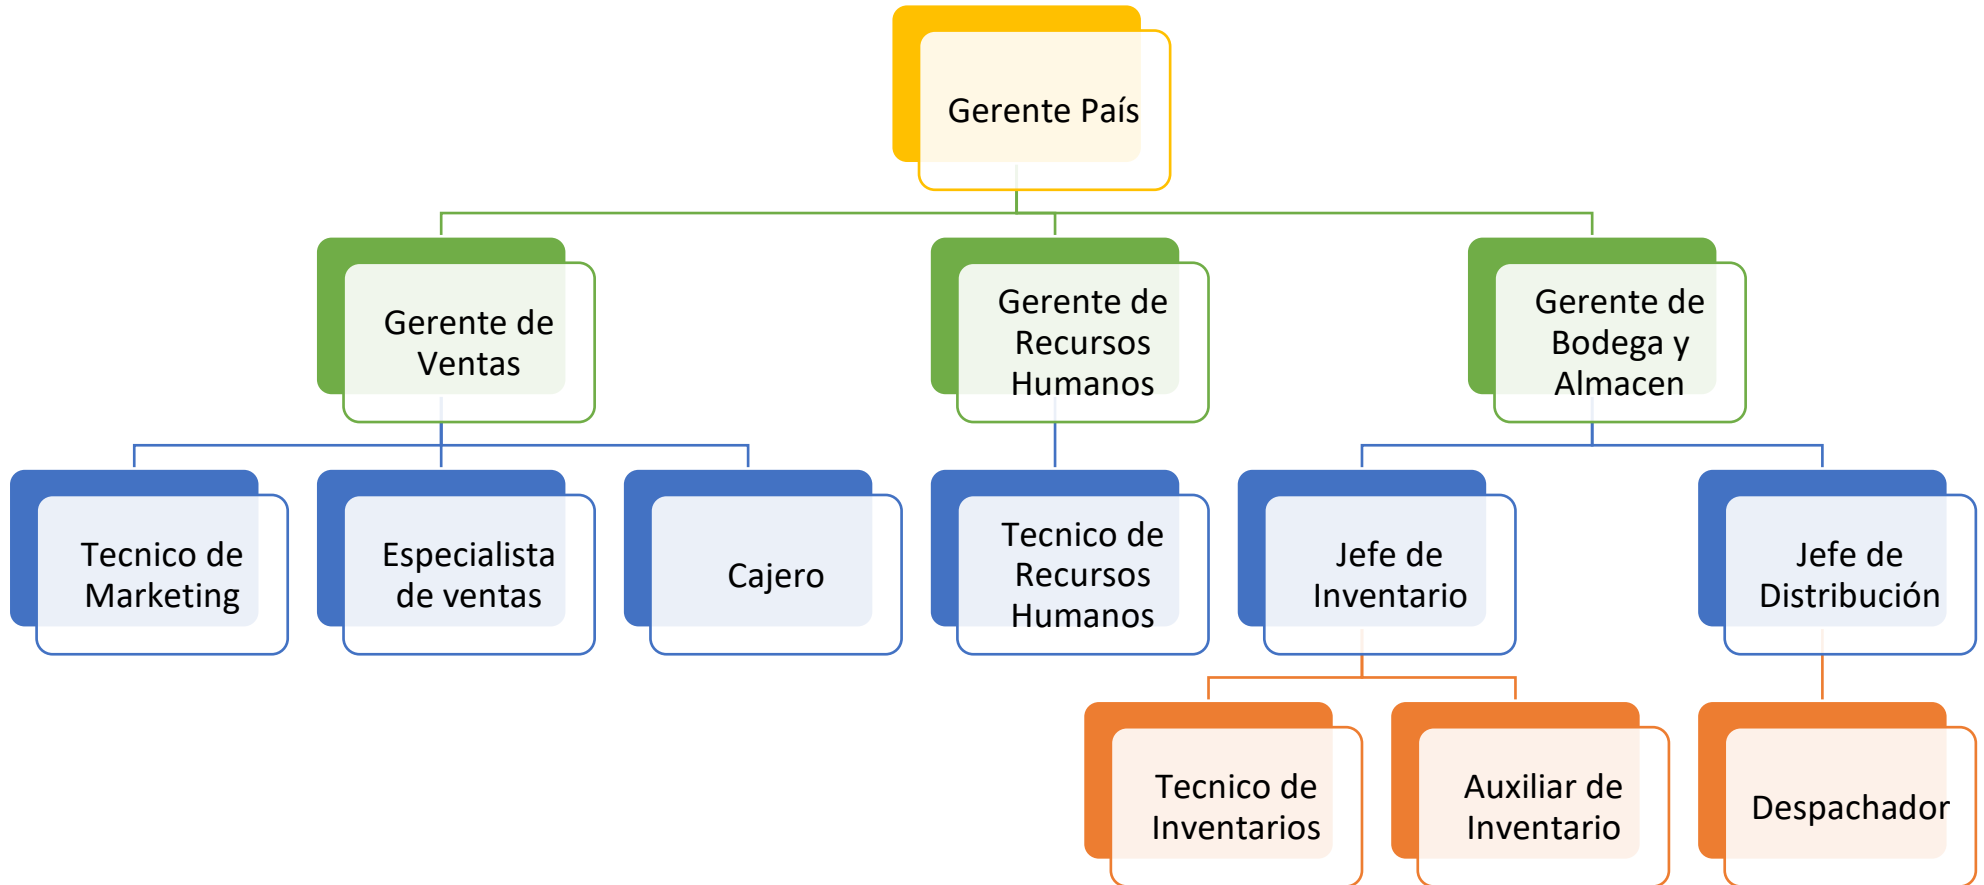 Gerente País
Gerente de
Ventas
Gerente de
Recursos
Humanos
Gerente de
Bodega y
Almacen
Tecnico de
Marketing
Especialista
de ventas
Cajero
Tecnico de
Recursos
Humanos
Jefe de
Inventario
Jefe de
Distribución
Tecnico de
Inventarios
Auxiliar de
Inventario
Despachador